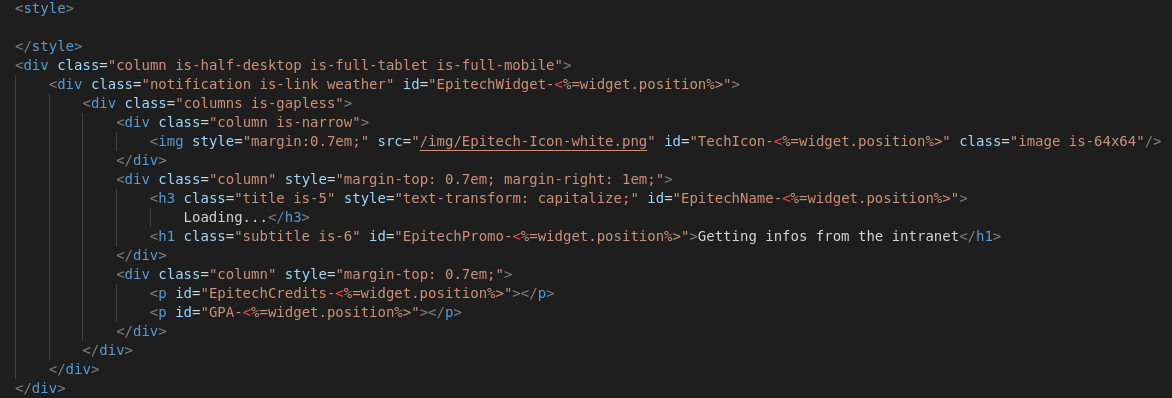 <style>

</style>
<div class="column is-half-desktop is-full-tablet is-full-mobile">
    <div class="notification is-link weather" id="EpitechWidget-<%=widget.position%>">
        <div class="columns is-gapless">
            <div class="column is-narrow">
                <img style="margin:0.7em;" src="/img/Epitech-Icon-white.png" id="TechIcon-<%=widget.position%>" class="image is-64x64"/>
            </div>
            <div class="column" style="margin-top: 0.7em; margin-right: 1em;">
                <h3 class="title is-5" style="text-transform: capitalize;" id="EpitechName-<%=widget.position%>">
                    Loading...</h3>
                <h1 class="subtitle is-6" id="EpitechPromo-<%=widget.position%>">Getting infos from the intranet</h1>
            </div>
            <div class="column" style="margin-top: 0.7em;">
                <p id="EpitechCredits-<%=widget.position%>"></p>
                <p id="GPA-<%=widget.position%>"></p>
            </div>
        </div>
    </div>
</div>